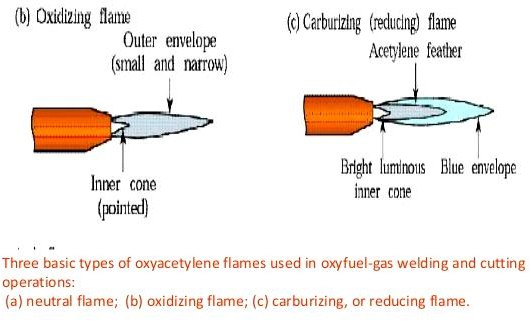 (b) Oxidizing flame
Outer envelope
(small and narrow)
Inner cone
(pointed)
(c) Carburizing (reducing) flame
Acetylene feather
Bright luminous
inner cone
Blue envelope
Three basic types of oxyacetylene flames used in oxyfuel-gas welding and cutting
operations:
(a) neutral flame; (b) oxidizing flame; (c) carburizing, or reducing flame.